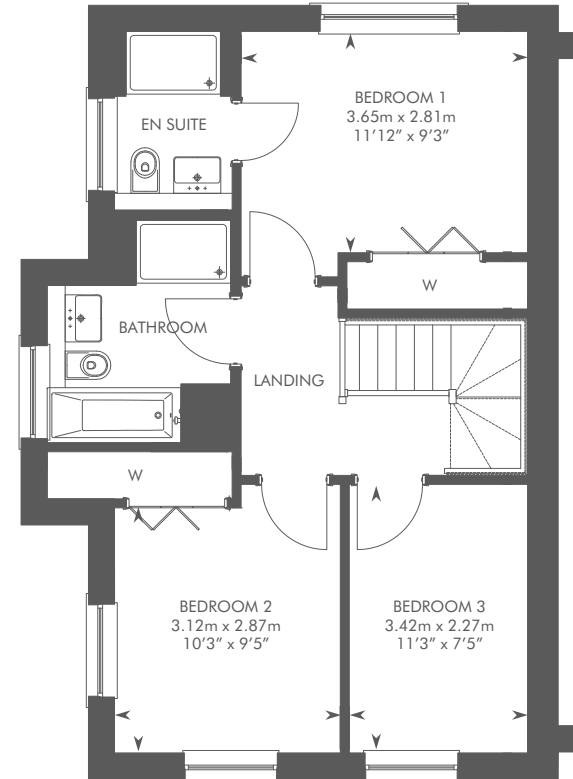 EN SUITE
BEDROOM 1
3.65m x 2.81m
11’12” x 9’3”
W
BATHROOM
LANDING
W
BEDROOM 2
3.12m x 2.87m
10’3” x 9’5”
BEDROOM 3
3.42m x 2.27m
11’3” x 7’5”